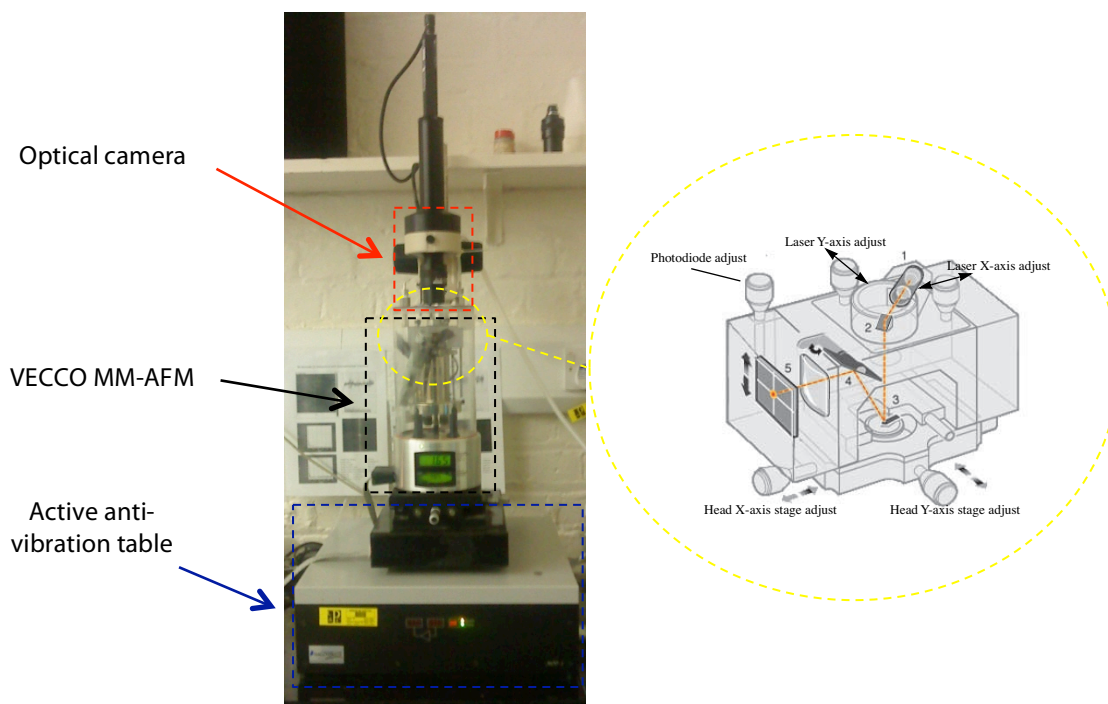 Optical camera
VECCO MM-AFM
Active anti-
vibration table
165
Laser Y-axis adjust
1
Photodiode adjust
Laser X-axis adjust
2
5
4
3
Head X-axis stage adjust
Head Y-axis stage adjust